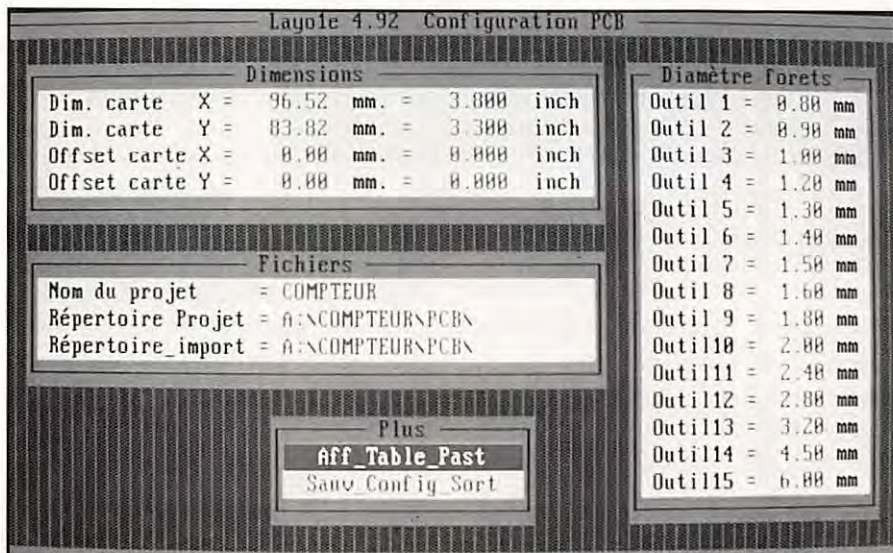 Layo1e 4.92 Configuration PCB
Dimensions
Dim. carte X = 96.52 mm. = 3.800 inch
Dim. carte Y = 83.82 mm. = 3.300 inch
Offset carte X = 0.00 mm. = 0.000 inch
Offset carte Y = 0.00 mm. = 0.000 inch
Fichiers
Nom du projet = COMPTEUR
Répertoire Projet = A:\COMPTEUR\PCB\
Répertoire_import = A:\COMPTEUR\PCB\
Plus
Aff_Table_Past
Sauv_Config_Sort
Diamètre forets
Outil 1 = 0.80 mm
Outil 2 = 0.90 mm
Outil 3 = 1.00 mm
Outil 4 = 1.20 mm
Outil 5 = 1.30 mm
Outil 6 = 1.40 mm
Outil 7 = 1.50 mm
Outil 8 = 1.60 mm
Outil 9 = 1.80 mm
Outil10 = 2.00 mm
Outil11 = 2.40 mm
Outil12 = 2.80 mm
Outil13 = 3.20 mm
Outil14 = 4.50 mm
Outil15 = 6.00 mm